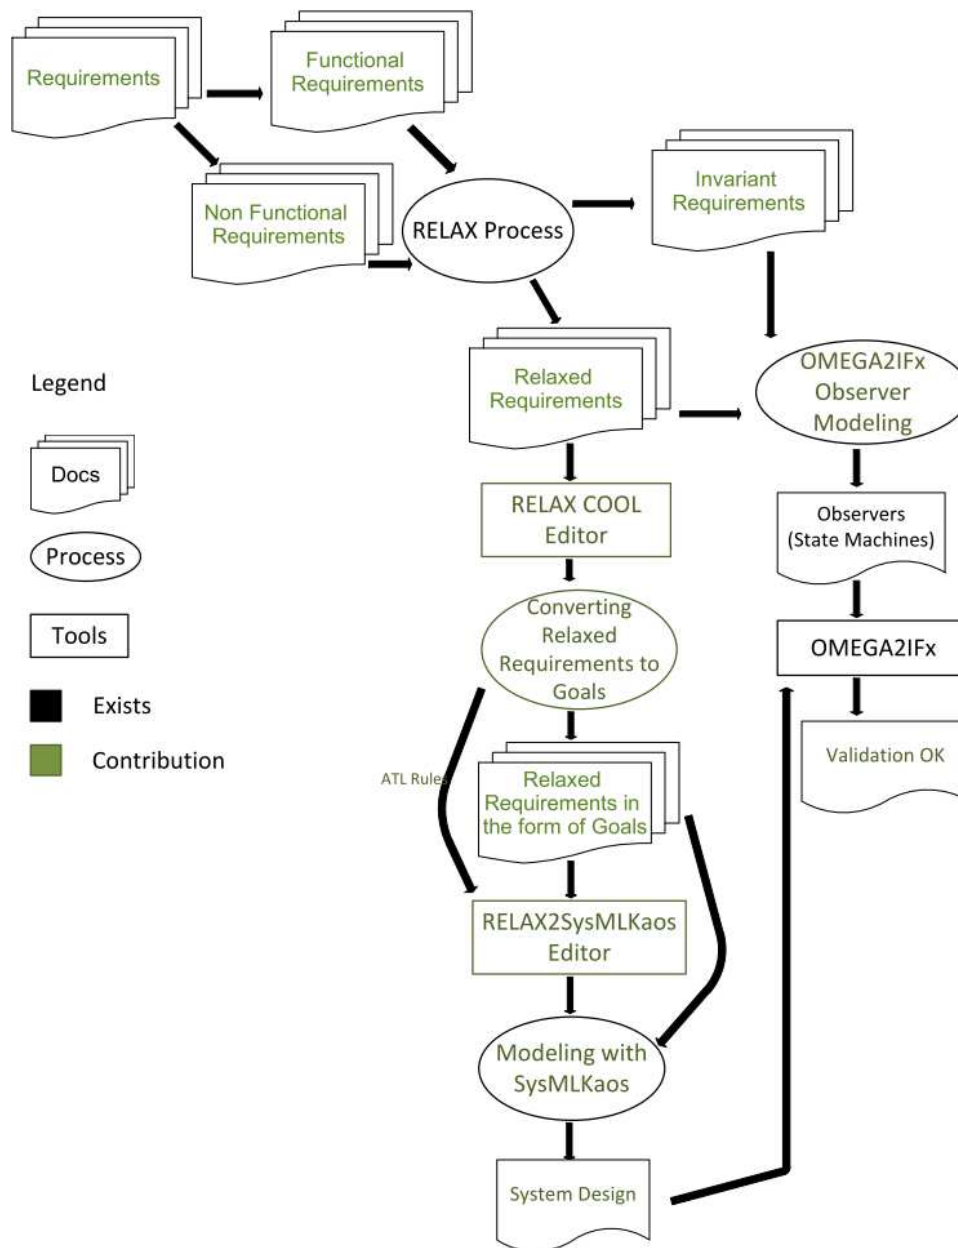 Requirements
Functional
Requirements
Non Functional
Requirements
RELAX Process
Invariant
Requirements
Relaxed
Requirements
OMEGA2IFx
Observer
Modeling
Legend
Docs
Process
Tools
Exists
Contribution
RELAX COOL
Editor
Observers
(State Machines)
Converting
Relaxed
Requirements to
Goals
OMEGA2IFx
ATL Rules
Relaxed
Requirements in
the form of Goals
Validation OK
RELAX2SysMLKaos
Editor
Modeling with
SysMLKaos
System Design